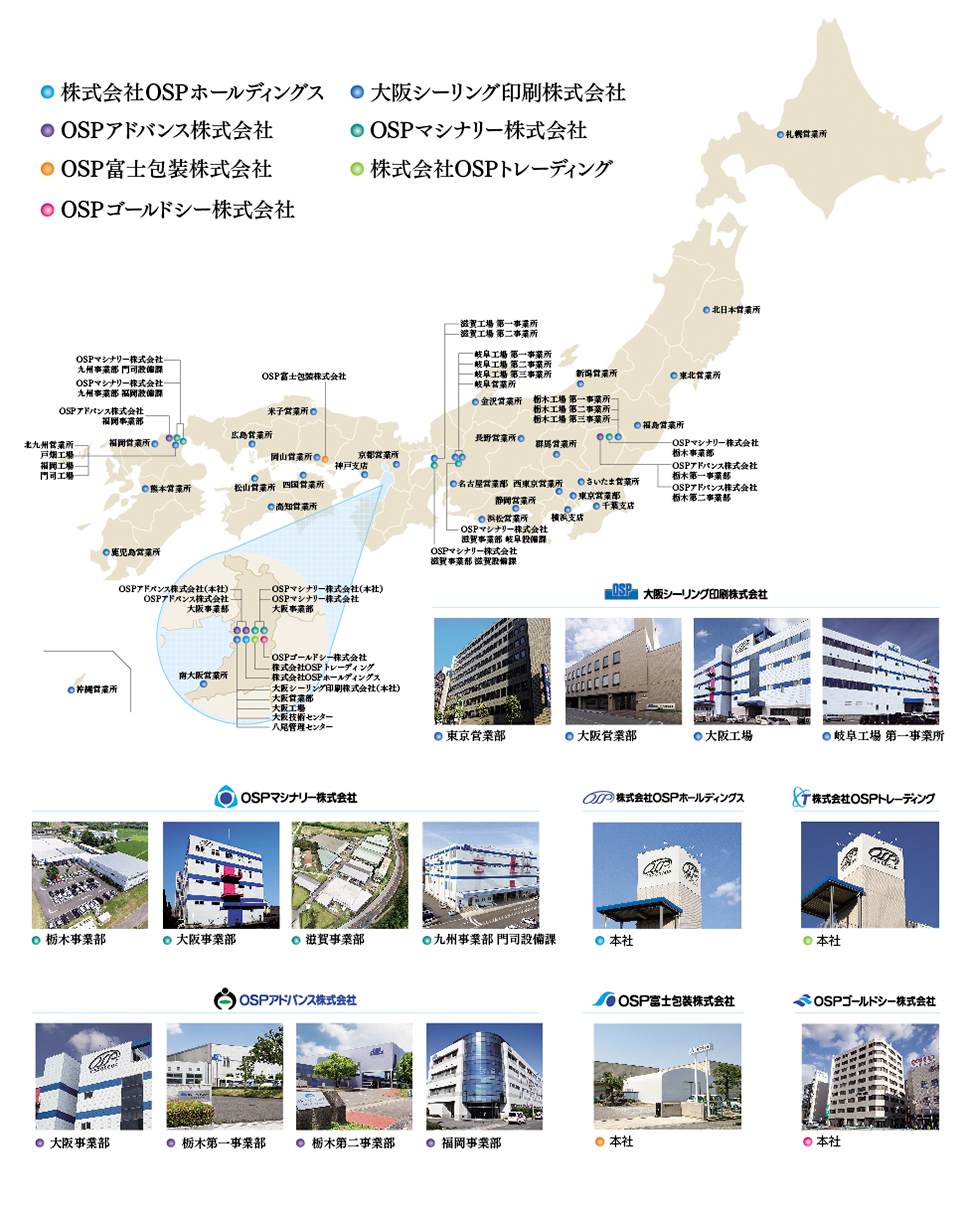 株式会社OSPホールディングス
大阪シーリング印刷株式会社
OSPアドバンス株式会社
OSPマシナリー株式会社
OSP富士包装株式会社
株式会社OSPトレーディング
OSPゴールドシー株式会社
札幌営業所
北日本営業所
東北営業所
新潟営業所
福島営業所
滋賀工場 第一事業所
滋賀工場 第二事業所
岐阜工場 第一事業所
岐阜工場 第二事業所
岐阜工場 第三事業所
岐阜営業所
金沢営業所
栃木工場 第一事業所
栃木工場 第二事業所
栃木工場 第三事業所
長野営業所
群馬営業所
OSPマシナリー株式会社
栃木事業部
OSPアドバンス株式会社
栃木第一事業部
OSPアドバンス株式会社
栃木第二事業部
名古屋営業部
西東京営業所
さいたま営業所
東京営業部
千葉支店
横浜支店
静岡営業所
浜松営業所
OSPマシナリー株式会社
滋賀事業部 岐阜設備課
OSPマシナリー株式会社
滋賀事業部 滋賀設備課
OSPマシナリー株式会社
九州事業部 門司設備課
OSPマシナリー株式会社
九州事業部 福岡設備課
OSPアドバンス株式会社
福岡事業部
北九州営業所
戸畑工場
福岡工場
門司工場
福岡営業所
熊本営業所
鹿児島営業所
沖縄営業所
OSP富士包装株式会社
米子営業所
広島営業所
岡山営業所
京都営業所
神戸支店
松山営業所
四国営業所
高知営業所
OSPアドバンス株式会社(本社)
OSPアドバンス株式会社
大阪事業部
OSPマシナリー株式会社(本社)
OSPマシナリー株式会社
大阪事業部
OSPゴールドシー株式会社
株式会社OSPトレーディング
株式会社OSPホールディングス
大阪シーリング印刷株式会社(本社)
大阪営業部
大阪工場
大阪技術センター
八尾管理センター
南大阪営業所
OSP 大阪シーリング印刷株式会社
東京営業部
大阪営業部
大阪工場
岐阜工場 第一事業所
OSPマシナリー株式会社
栃木事業部
大阪事業部
滋賀事業部
九州事業部 門司設備課
OSP 株式会社OSPホールディングス
本社
株式会社OSPトレーディング
本社
OSPアドバンス株式会社
大阪事業部
栃木第一事業部
栃木第二事業部
福岡事業部
OSP富士包装株式会社
本社
OSPゴールドシー株式会社
本社